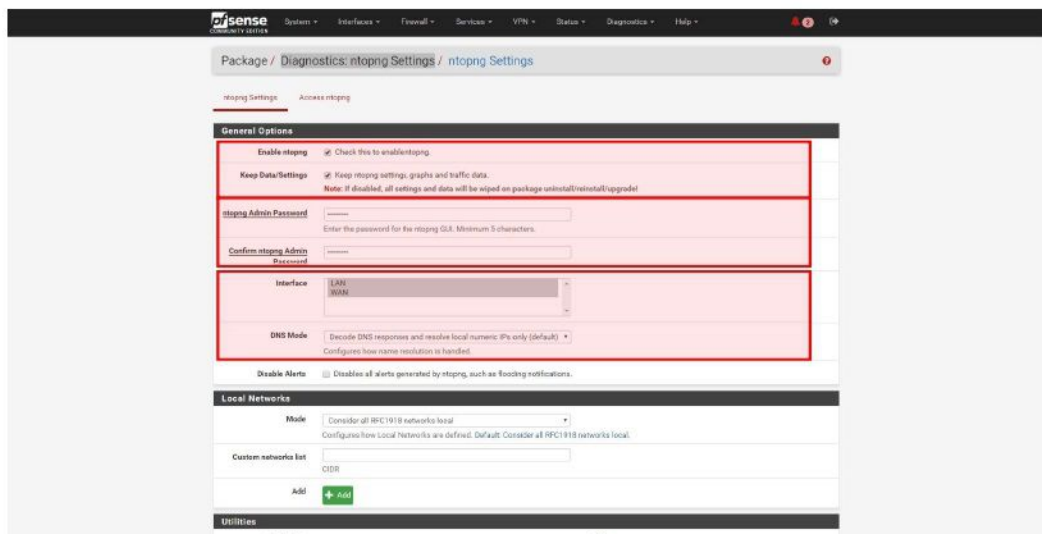 pfsense System Interfaces Firewall Services VPN Status Diagnostics Help 2
COMMUNITY EDITION
Package / Diagnostics: ntopng Settings / ntopng Settings
ntopng Settings Access ntopng
General Options
Enable ntopng Check this to enablentopng.
Keep Data/Settings Keep ntopng settings, graphs and traffic data.
Note: If disabled, all settings and data will be wiped on package uninstall/reinstall/upgrade!
ntopng Admin Password
Enter the password for the ntopng GUI. Minimum 5 characters.
Confirm ntopng Admin
Password
Interface LAN
WAN
DNS Mode Decode DNS responses and resolve local numeric IPs only (default)
Configures how name resolution is handled.
Disable Alerts Disables all alerts generated by ntopng, such as flooding notifications.
Local Networks
Mode Consider all RFC1918 networks local
Configures how Local Networks are defined. Default: Consider all RFC1918 networks local.
Custom networks list
CIDR
Add + Add
Utilities